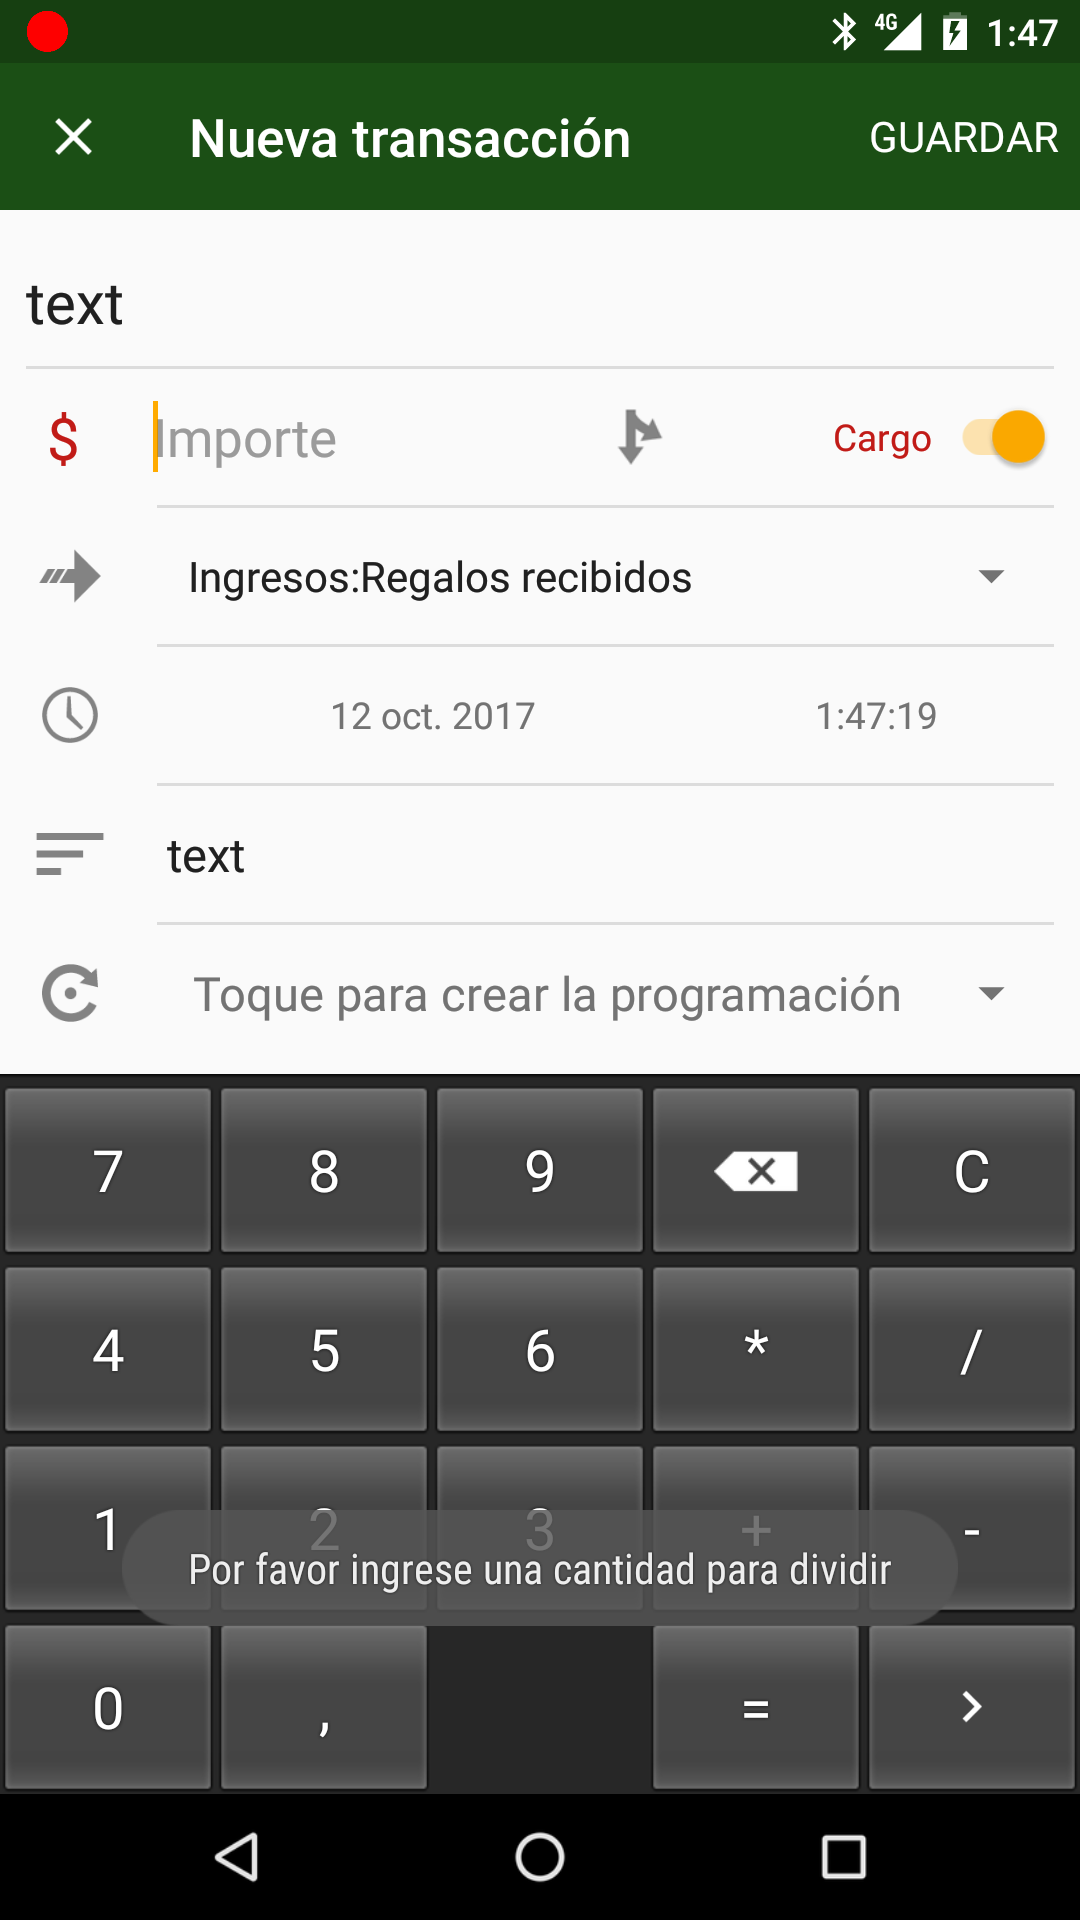 4G 1:47
Nueva transacción GUARDAR
text
$ Importe Cargo
Ingresos:Regalos recibidos
12 oct. 2017 1:47:19
text
Toque para crear la programación
7 8 9 C
4 5 6 * /
1 2 3 + -
Por favor ingrese una cantidad para dividir
0 , = >